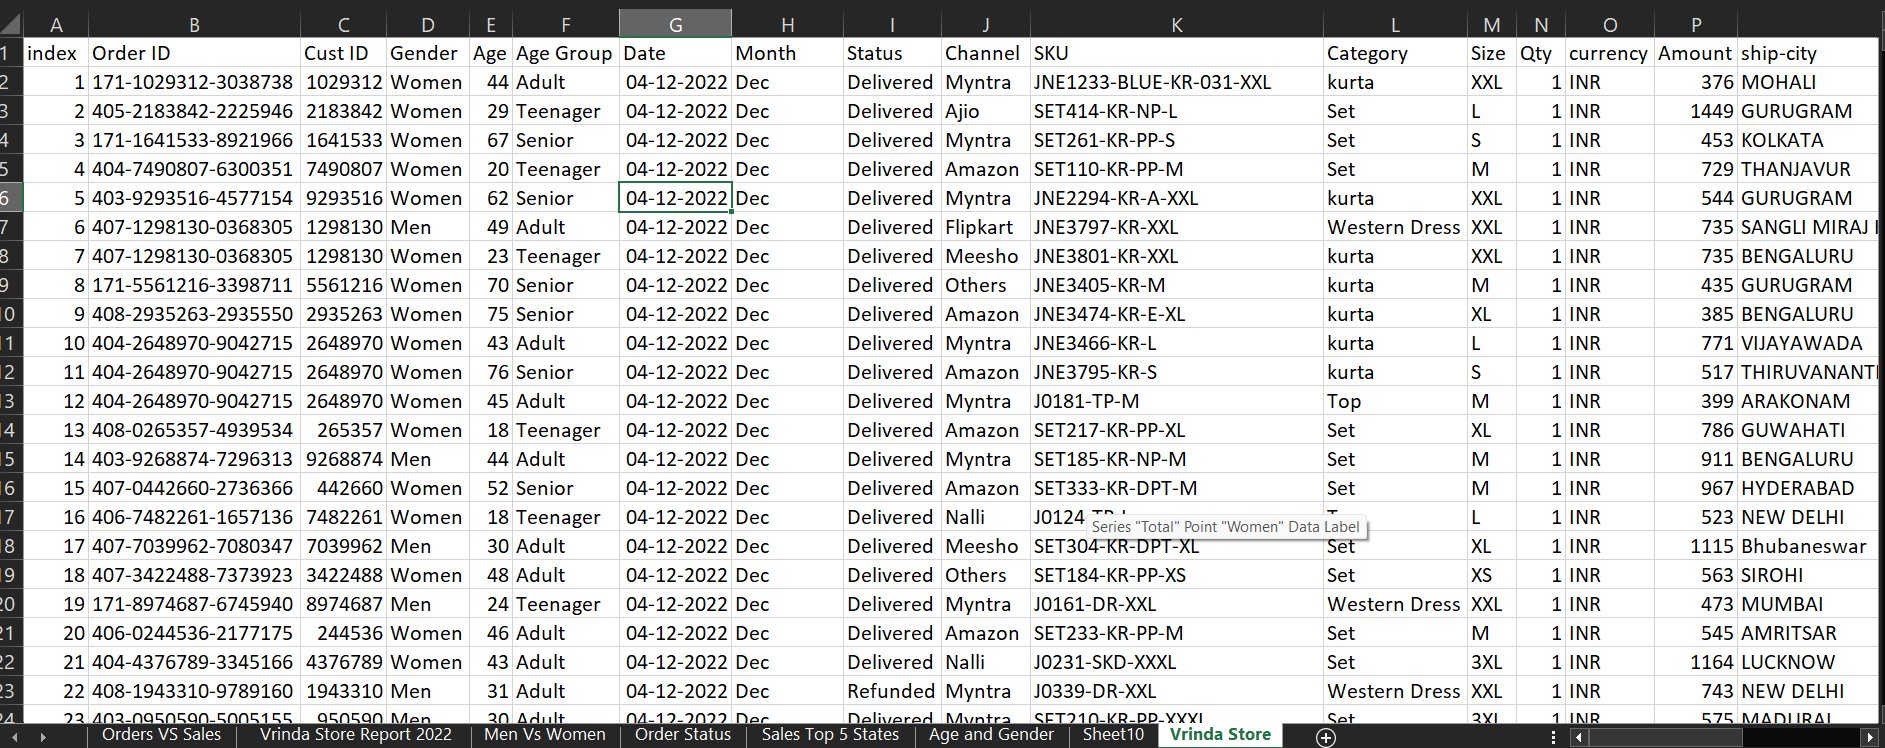 A B C D E F G H I J K L M N O P
1 index Order ID Cust ID Gender Age Age Group Date Month Status Channel SKU Category Size Qty currency Amount ship-city
2 1 171-1029312-3038738 1029312 Women 44 Adult 04-12-2022 Dec Delivered Myntra JNE1233-BLUE-KR-031-XXL kurta XXL 1 INR 376 MOHALI
3 2 405-2183842-2225946 2183842 Women 29 Teenager 04-12-2022 Dec Delivered Ajio SET414-KR-NP-L Set L 1 INR 1449 GURUGRAM
4 3 171-1641533-8921966 1641533 Women 67 Senior 04-12-2022 Dec Delivered Myntra SET261-KR-PP-S Set S 1 INR 453 KOLKATA
5 4 404-7490807-6300351 7490807 Women 20 Teenager 04-12-2022 Dec Delivered Amazon SET110-KR-PP-M Set M 1 INR 729 THANJAVUR
6 5 403-9293516-4577154 9293516 Women 62 Senior 04-12-2022 Dec Delivered Myntra JNE2294-KR-A-XXL kurta XXL 1 INR 544 GURUGRAM
7 6 407-1298130-0368305 1298130 Men 49 Adult 04-12-2022 Dec Delivered Flipkart JNE3797-KR-XXL Western Dress XXL 1 INR 735 SANGLI MIRAJ
8 7 407-1298130-0368305 1298130 Women 23 Teenager 04-12-2022 Dec Delivered Meesho JNE3801-KR-XXL kurta XXL 1 INR 735 BENGALURU
9 8 171-5561216-3398711 5561216 Women 70 Senior 04-12-2022 Dec Delivered Others JNE3405-KR-M kurta M 1 INR 435 GURUGRAM
10 9 408-2935263-2935550 2935263 Women 75 Senior 04-12-2022 Dec Delivered Amazon JNE3474-KR-E-XL kurta XL 1 INR 385 BENGALURU
11 10 404-2648970-9042715 2648970 Women 43 Adult 04-12-2022 Dec Delivered Myntra JNE3466-KR-L kurta L 1 INR 771 VIJAYAWADA
12 11 404-2648970-9042715 2648970 Women 76 Senior 04-12-2022 Dec Delivered Amazon JNE3795-KR-S kurta S 1 INR 517 THIRUVANANT
13 12 404-2648970-9042715 2648970 Women 45 Adult 04-12-2022 Dec Delivered Myntra J0181-TP-M Top M 1 INR 399 ARAKONAM
14 13 408-0265357-4939534 265357 Women 18 Teenager 04-12-2022 Dec Delivered Amazon SET217-KR-PP-XL Set XL 1 INR 786 GUWAHATI
15 14 403-9268874-7296313 9268874 Men 44 Adult 04-12-2022 Dec Delivered Myntra SET185-KR-NP-M Set M 1 INR 911 BENGALURU
16 15 407-0442660-2736366 442660 Women 52 Senior 04-12-2022 Dec Delivered Amazon SET333-KR-DPT-M Set M 1 INR 967 HYDERABAD
17 16 406-7482261-1657136 7482261 Women 18 Teenager 04-12-2022 Dec Delivered Nalli J0124 L 1 INR 523 NEW DELHI
Series "Total" Point "Women" Data Label
18 17 407-7039962-7080347 7039962 Men 30 Adult 04-12-2022 Dec Delivered Meesho SET304-KR-DPT-XL Set XL 1 INR 1115 Bhubaneswar
19 18 407-3422488-7373923 3422488 Women 48 Adult 04-12-2022 Dec Delivered Others SET184-KR-PP-XS Set XS 1 INR 563 SIROHI
20 19 171-8974687-6745940 8974687 Men 24 Teenager 04-12-2022 Dec Delivered Myntra J0161-DR-XXL Western Dress XXL 1 INR 473 MUMBAI
21 20 406-0244536-2177175 244536 Women 46 Adult 04-12-2022 Dec Delivered Amazon SET233-KR-PP-M Set M 1 INR 545 AMRITSAR
22 21 404-4376789-3345166 4376789 Women 43 Adult 04-12-2022 Dec Delivered Nalli J0231-SKD-XXXL Set 3XL 1 INR 1164 LUCKNOW
23 22 408-1943310-9789160 1943310 Men 31 Adult 04-12-2022 Dec Refunded Myntra J0339-DR-XXL Western Dress XXL 1 INR 743 NEW DELHI
24 23 403-0950590-5005155 950590 Men 30 Adult 04-12-2022 Dec Delivered Myntra SET210-KR-PP-XXXL Set 3XL 1 INR 575 MADURAI
Orders VS Sales Vrinda Store Report 2022 Men Vs Women Order Status Sales Top 5 States Age and Gender Sheet10 Vrinda Store